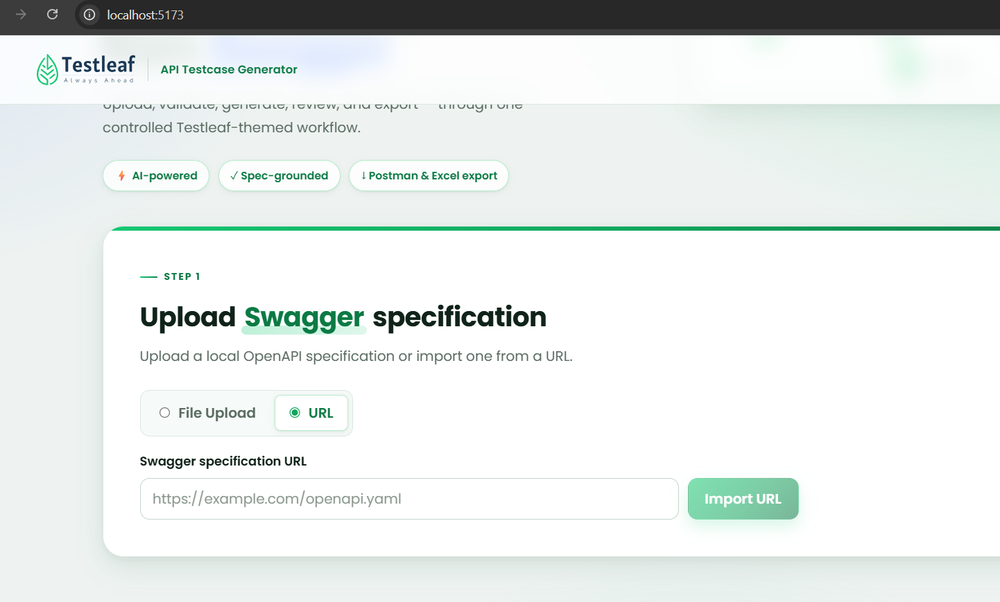 localhost:5173
Testleaf
Always Ahead
API Testcase Generator
Upload, validate, generate, review, and export — through one
controlled Testleaf-themed workflow.
AI-powered
✓ Spec-grounded
↓ Postman & Excel export
STEP 1
Upload Swagger specification
Upload a local OpenAPI specification or import one from a URL.
File Upload
URL
Swagger specification URL
https://example.com/openapi.yaml
Import URL